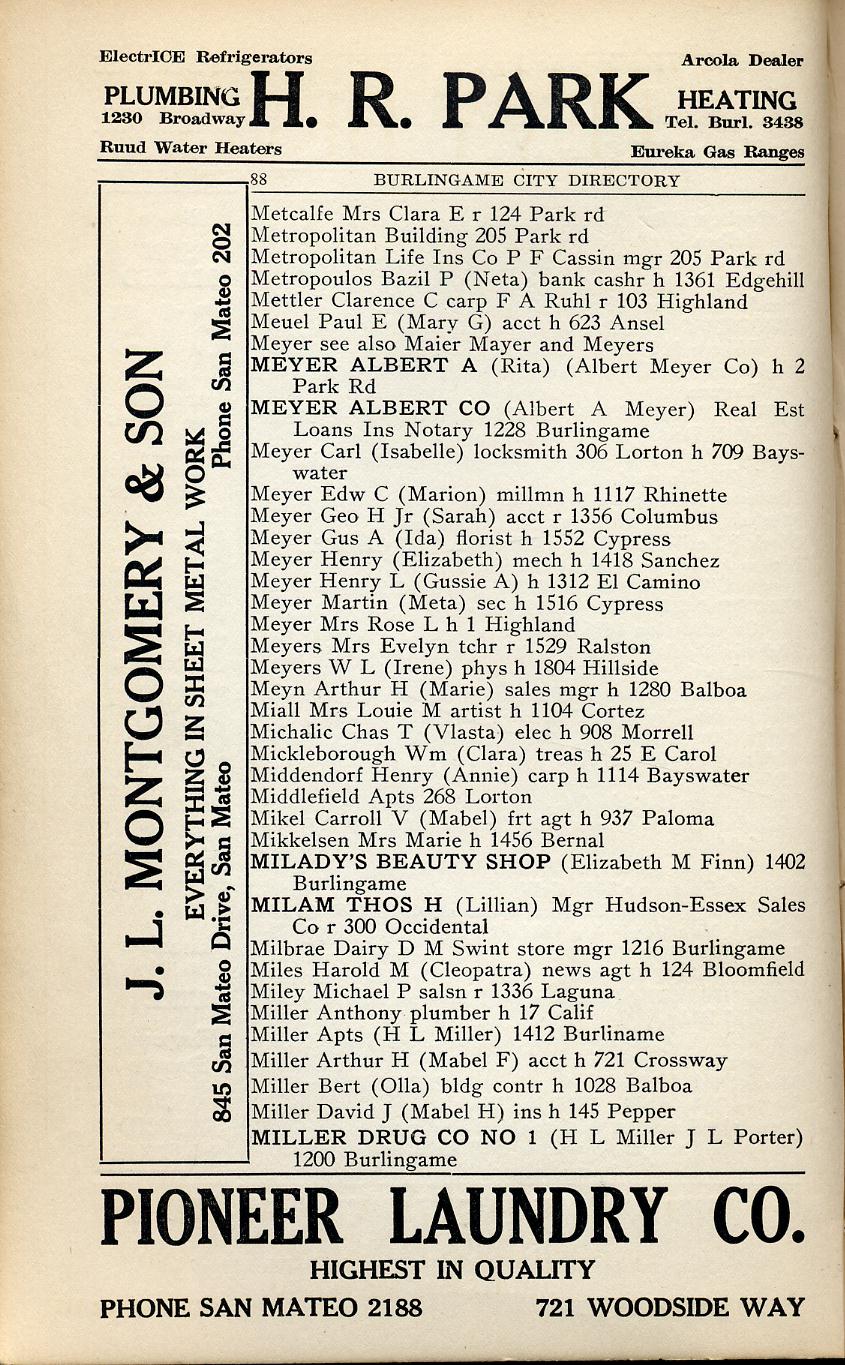 ElectrICE Refrigerators Arcola Dealer
PLUMBING H. R. PARK HEATING
1230 Broadway Tel. Burl. 3438
Ruud Water Heaters Eureka Gas Ranges
88 BURLINGAME CITY DIRECTORY
J. L. MONTGOMERY & SON
EVERYTHING IN SHEET METAL WORK
845 San Mateo Drive, San Mateo Phone San Mateo 202
Metcalfe Mrs Clara E r 124 Park rd
Metropolitan Building 205 Park rd
Metropolitan Life Ins Co P F Cassin mgr 205 Park rd
Metropoulos Bazil P (Neta) bank cashr h 1361 Edgehill
Mettler Clarence C carp F A Ruhl r 103 Highland
Meuel Paul E (Mary G) acct h 623 Ansel
Meyer see also Maier Mayer and Meyers
MEYER ALBERT A (Rita) (Albert Meyer Co) h 2
Park Rd
MEYER ALBERT CO (Albert A Meyer) Real Est
Loans Ins Notary 1228 Burlingame
Meyer Carl (Isabelle) locksmith 306 Lorton h 709 Bays-
water
Meyer Edw C (Marion) millmn h 1117 Rhinette
Meyer Geo H Jr (Sarah) acct r 1356 Columbus
Meyer Gus A (Ida) florist h 1552 Cypress
Meyer Henry (Elizabeth) mech h 1418 Sanchez
Meyer Henry L (Gussie A) h 1312 El Camino
Meyer Martin (Meta) sec h 1516 Cypress
Meyer Mrs Rose L h 1 Highland
Meyers Mrs Evelyn tchr r 1529 Ralston
Meyers W L (Irene) phys h 1804 Hillside
Meyn Arthur H (Marie) sales mgr h 1280 Balboa
Miall Mrs Louie M artist h 1104 Cortez
Michalic Chas T (Vlasta) elec h 908 Morrell
Mickleborough Wm (Clara) treas h 25 E Carol
Middendorf Henry (Annie) carp h 1114 Bayswater
Middlefield Apts 268 Lorton
Mikel Carroll V (Mabel) frt agt h 937 Paloma
Mikkelsen Mrs Marie h 1456 Bernal
MILADY'S BEAUTY SHOP (Elizabeth M Finn) 1402
Burlingame
MILAM THOS H (Lillian) Mgr Hudson-Essex Sales
Co r 300 Occidental
Milbrae Dairy D M Swint store mgr 1216 Burlingame
Miles Harold M (Cleopatra) news agt h 124 Bloomfield
Miley Michael P salsn r 1336 Laguna
Miller Anthony plumber h 17 Calif
Miller Apts (H L Miller) 1412 Burliname
Miller Arthur H (Mabel F) acct h 721 Crossway
Miller Bert (Olla) bldg contr h 1028 Balboa
Miller David J (Mabel H) ins h 145 Pepper
MILLER DRUG CO NO 1 (H L Miller J L Porter)
1200 Burlingame
PIONEER LAUNDRY CO.
HIGHEST IN QUALITY
PHONE SAN MATEO 2188 721 WOODSIDE WAY